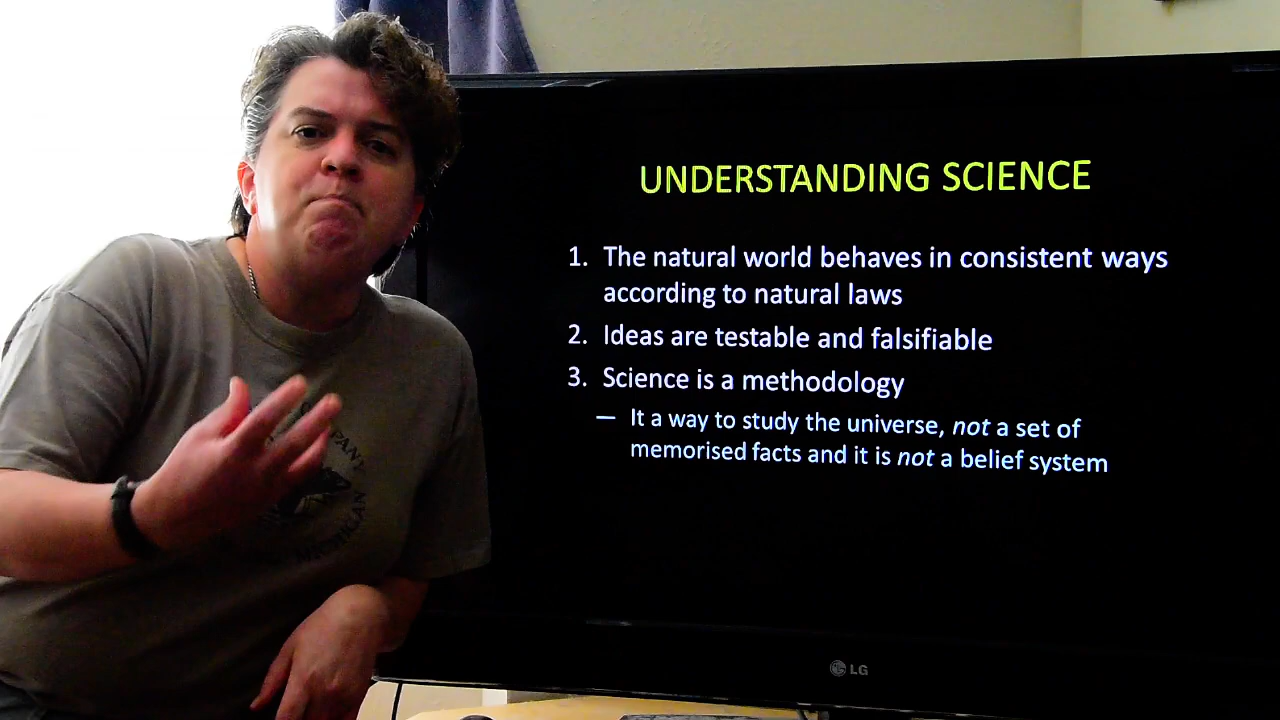 UNDERSTANDING SCIENCE
1. The natural world behaves in consistent ways
according to natural laws
2. Ideas are testable and falsifiable
3. Science is a methodology
— It a way to study the universe, not a set of
memorised facts and it is not a belief system
LG